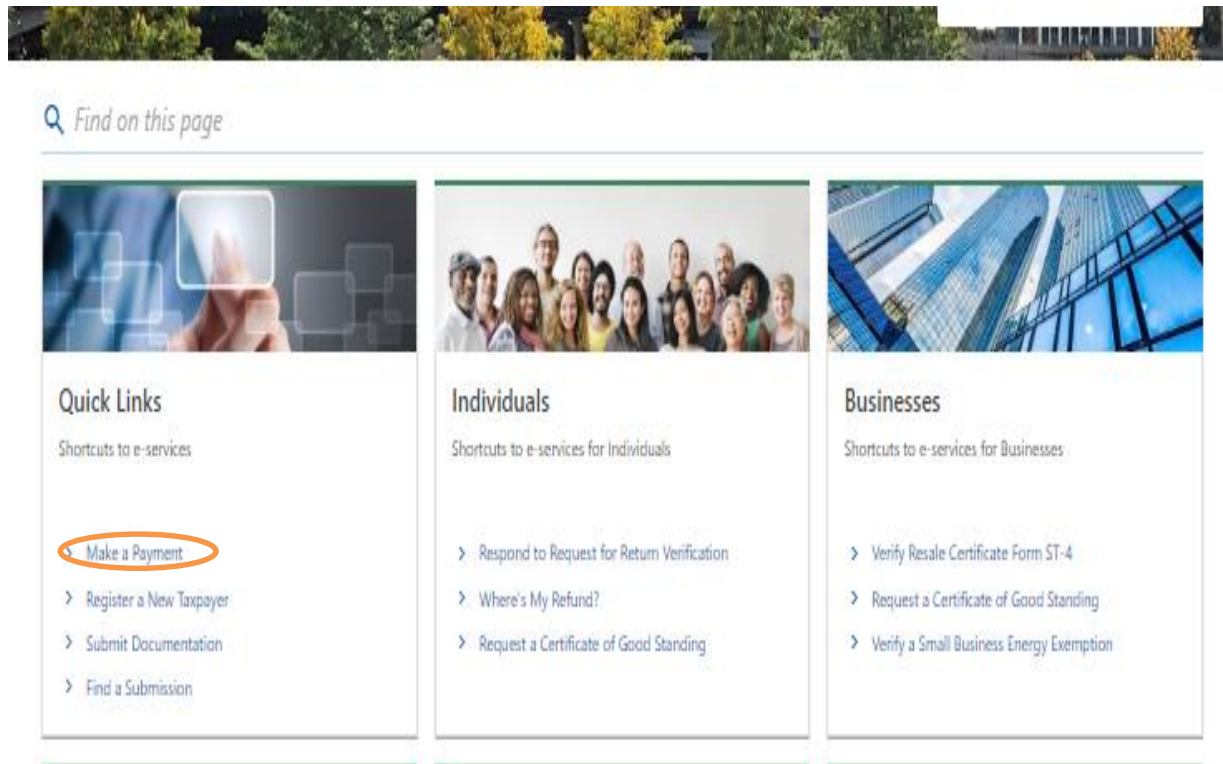 Find on this page
Quick Links
Shortcuts to e-services
Make a Payment
Register a New Taxpayer
Submit Documentation
Find a Submission
Individuals
Shortcuts to e-services for Individuals
Respond to Request for Return Verification
Where's My Refund?
Request a Certificate of Good Standing
Businesses
Shortcuts to e-services for Businesses
Verify Resale Certificate Form ST-4
Request a Certificate of Good Standing
Verify a Small Business Energy Exemption